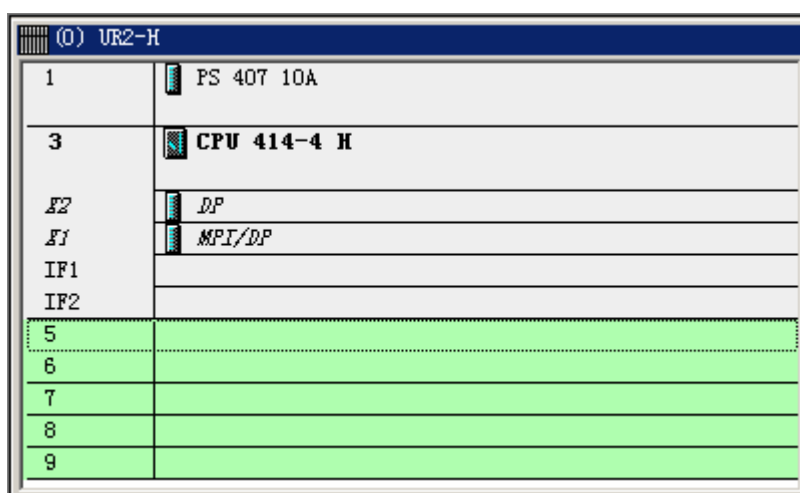 (0) UR2-H
1 PS 407 10A
3 CPU 414-4 H
X2 DP
X1 MPI/DP
IF1
IF2
5
6
7
8
9